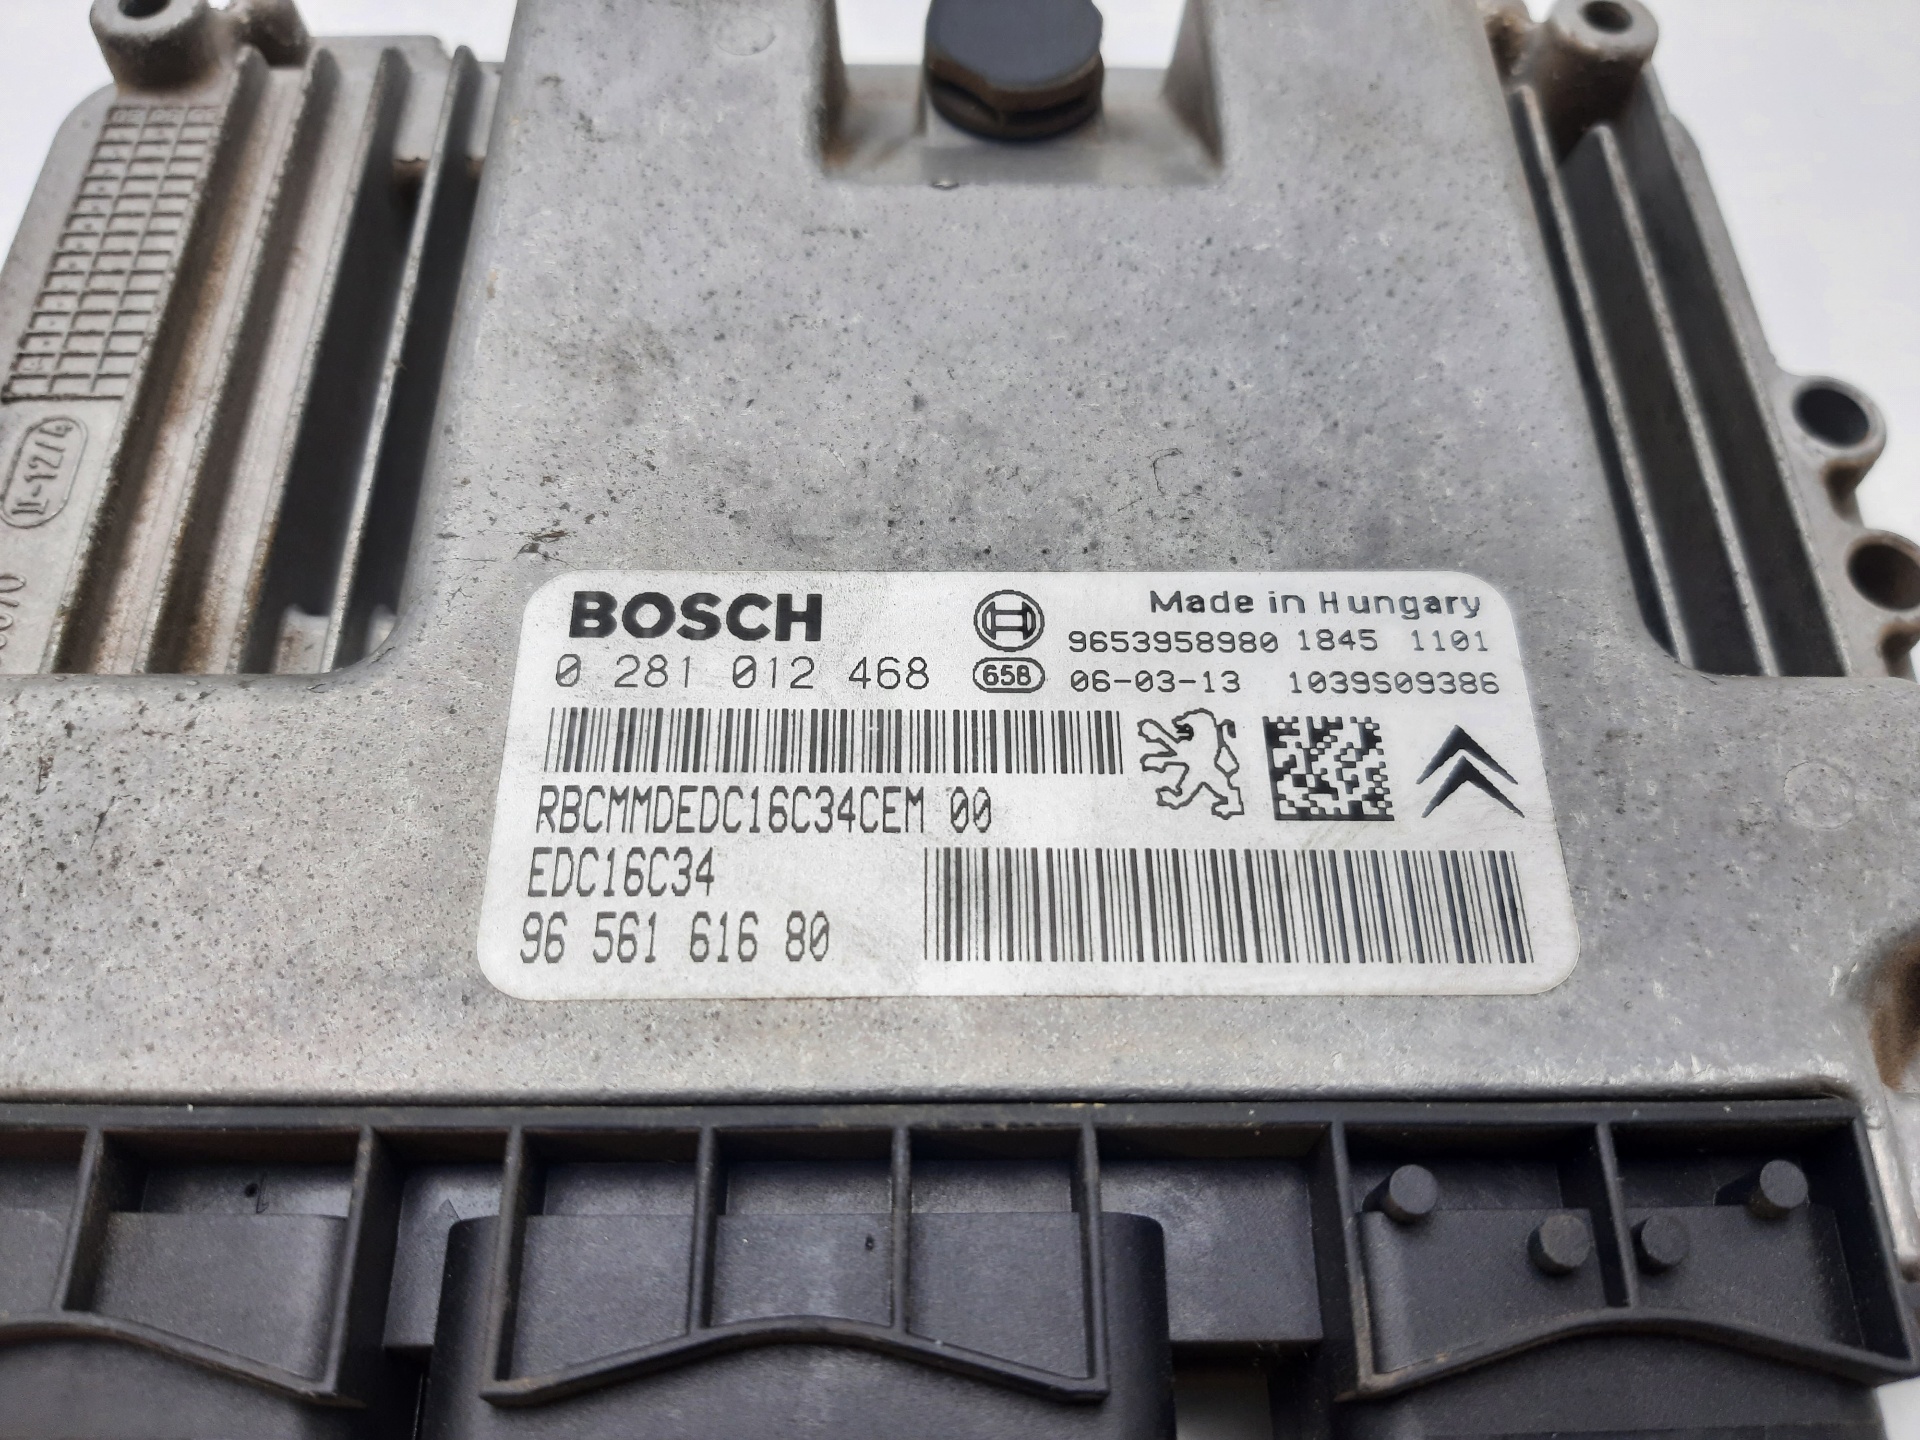 BOSCH
Made in Hungary
9653958980 1845 1101
0 281 012 468
658
06-03-13 1039S09386
RBCMMDEDC16C34CEM 00
EDC16C34
96 561 616 80